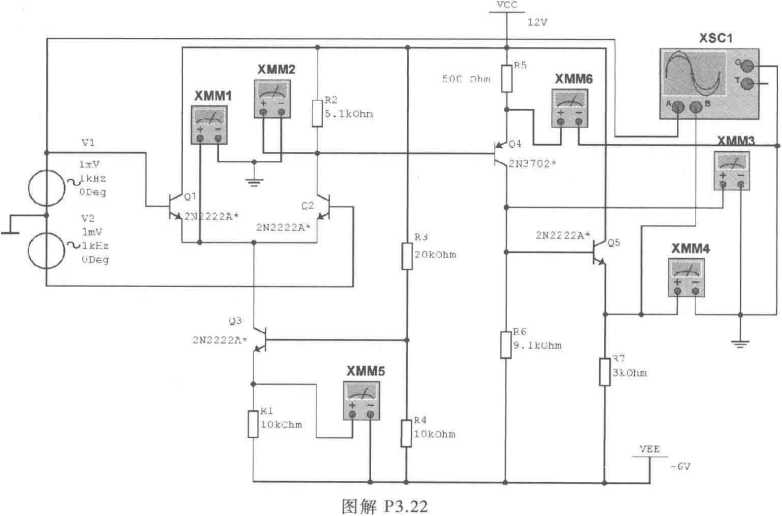 VCC
12V
XSC1
G
T
A
B
R5
500 Ohm
XMM2
XMM1
XMM6
R2
5.1kOhm
V1
1mV
1kHz
0Deg
Q4
2N3702*
XMM3
V2
1mV
1kHz
0Deg
Q1
2N2222A*
Q2
2N2222A*
R3
20kOhm
2N2222A*
Q5
XMM4
Q3
2N2222A*
R6
9.1kOhm
R7
3kOhm
XMM5
R1
10kOhm
R4
10kOhm
VEE
-6V
图解 P3.22